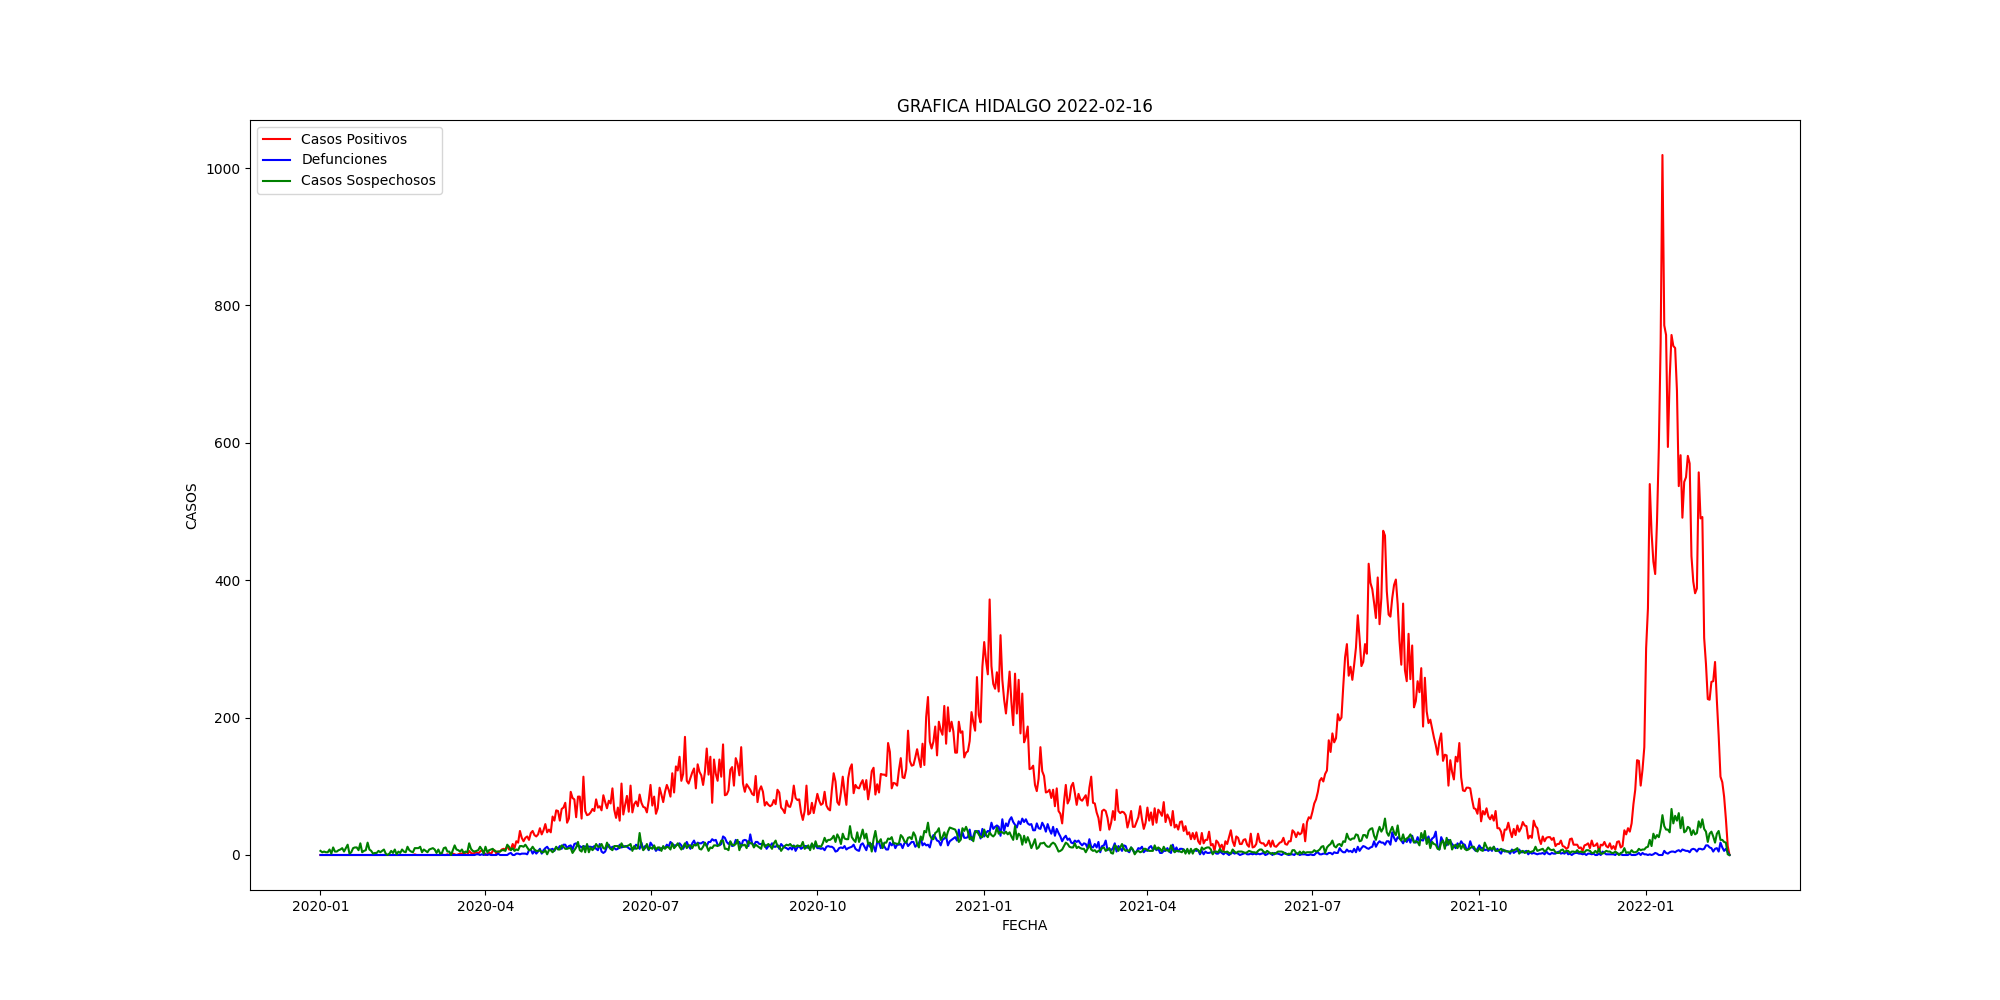 GRAFICA HIDALGO 2022-02-16
Casos Positivos
Defunciones
Casos Sospechosos
1000
800
600
400
200
0
CASOS
2020-01 2020-04 2020-07 2020-10 2021-01 2021-04 2021-07 2021-10 2022-01
FECHA